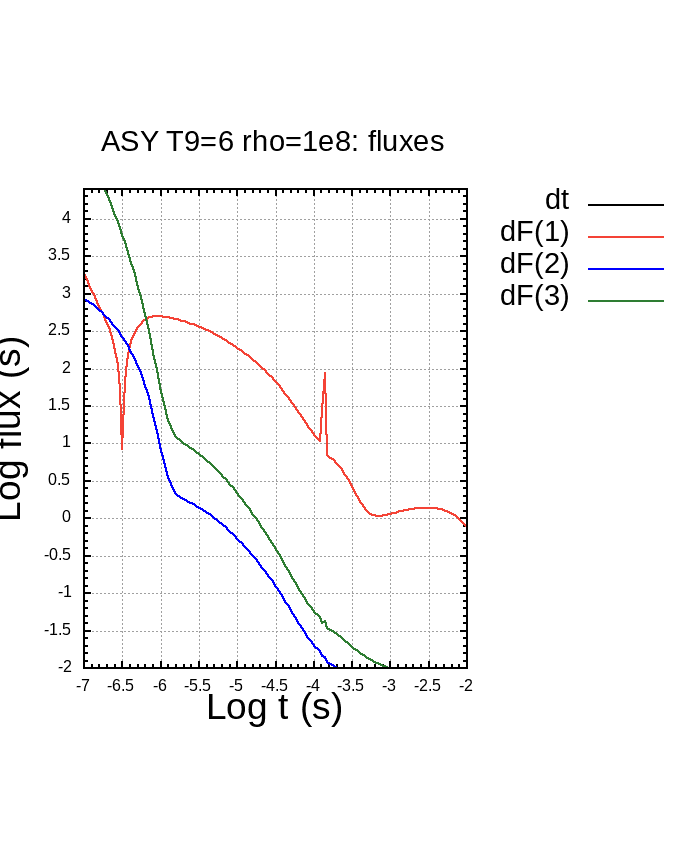 ASY T9=6 rho=1e8: fluxes
dt
dF(1)
dF(2)
dF(3)
4
3.5
3
2.5
2
1.5
1
0.5
0
-0.5
-1
-1.5
-2
Log flux (s)
-7 -6.5 -6 -5.5 -5 -4.5 -4 -3.5 -3 -2.5 -2
Log t (s)